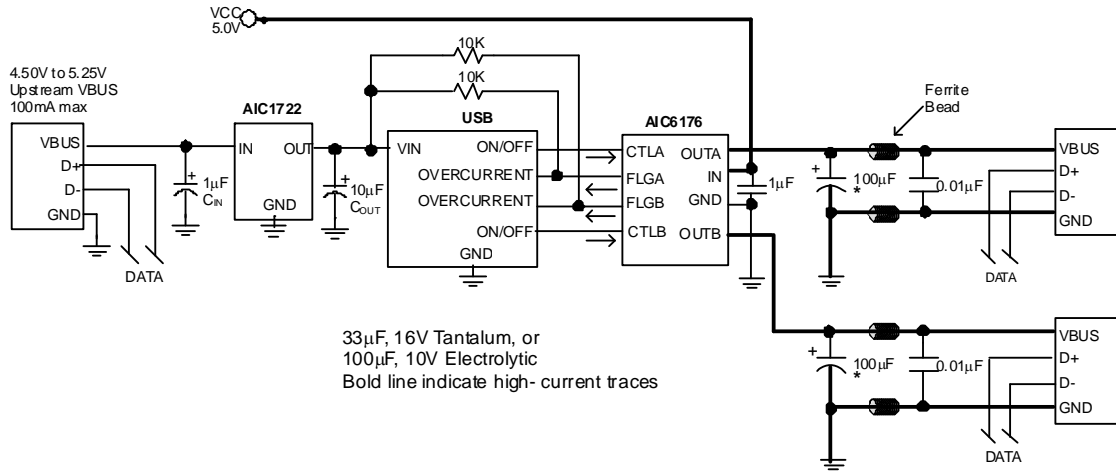 VCC
5.0V
10K
10K
4.50V to 5.25V
Upstream VBUS
100mA max
AIC1722
USB
AIC6176
Ferrite
Bead
VBUS
D+
D-
GND
DATA
+
1μF
CIN
IN
OUT
GND
+
10μF
COUT
VIN
ON/OFF
OVERCURRENT
OVERCURRENT
ON/OFF
GND
CTLA
FLGA
FLGB
CTLB
OUTA
IN
GND
OUTB
1μF
+
100μF
*
0.01μF
VBUS
D+
D-
GND
DATA
+
100μF
*
0.01μF
VBUS
D+
D-
GND
DATA
33μF, 16V Tantalum, or
100μF, 10V Electrolytic
Bold line indicate high- current traces